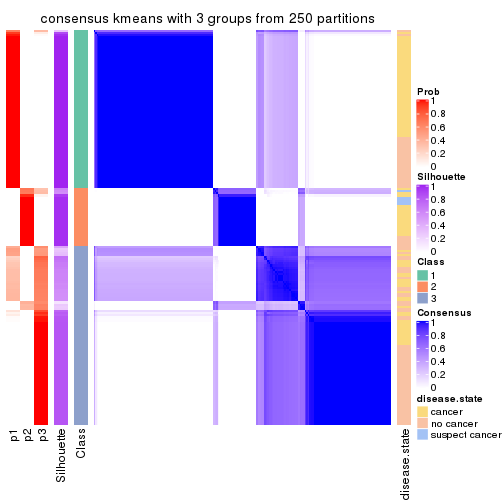 consensus kmeans with 3 groups from 250 partitions
Prob
1
0.8
0.6
0.4
0.2
0
Silhouette
1
0.8
0.6
0.4
0.2
0
Class
1
2
3
Consensus
1
0.8
0.6
0.4
0.2
0
disease.state
cancer
no cancer
suspect cancer
p1
p2
p3
Silhouette
Class
disease.state